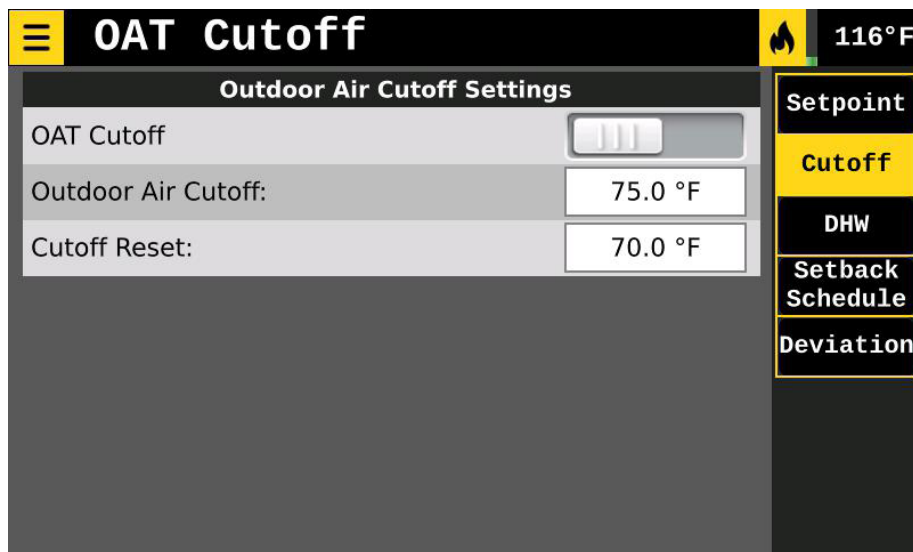 OAT Cutoff
116°F
Outdoor Air Cutoff Settings
OAT Cutoff
Outdoor Air Cutoff:
75.0 °F
Cutoff Reset:
70.0 °F
Setpoint
Cutoff
DHW
Setback
Schedule
Deviation